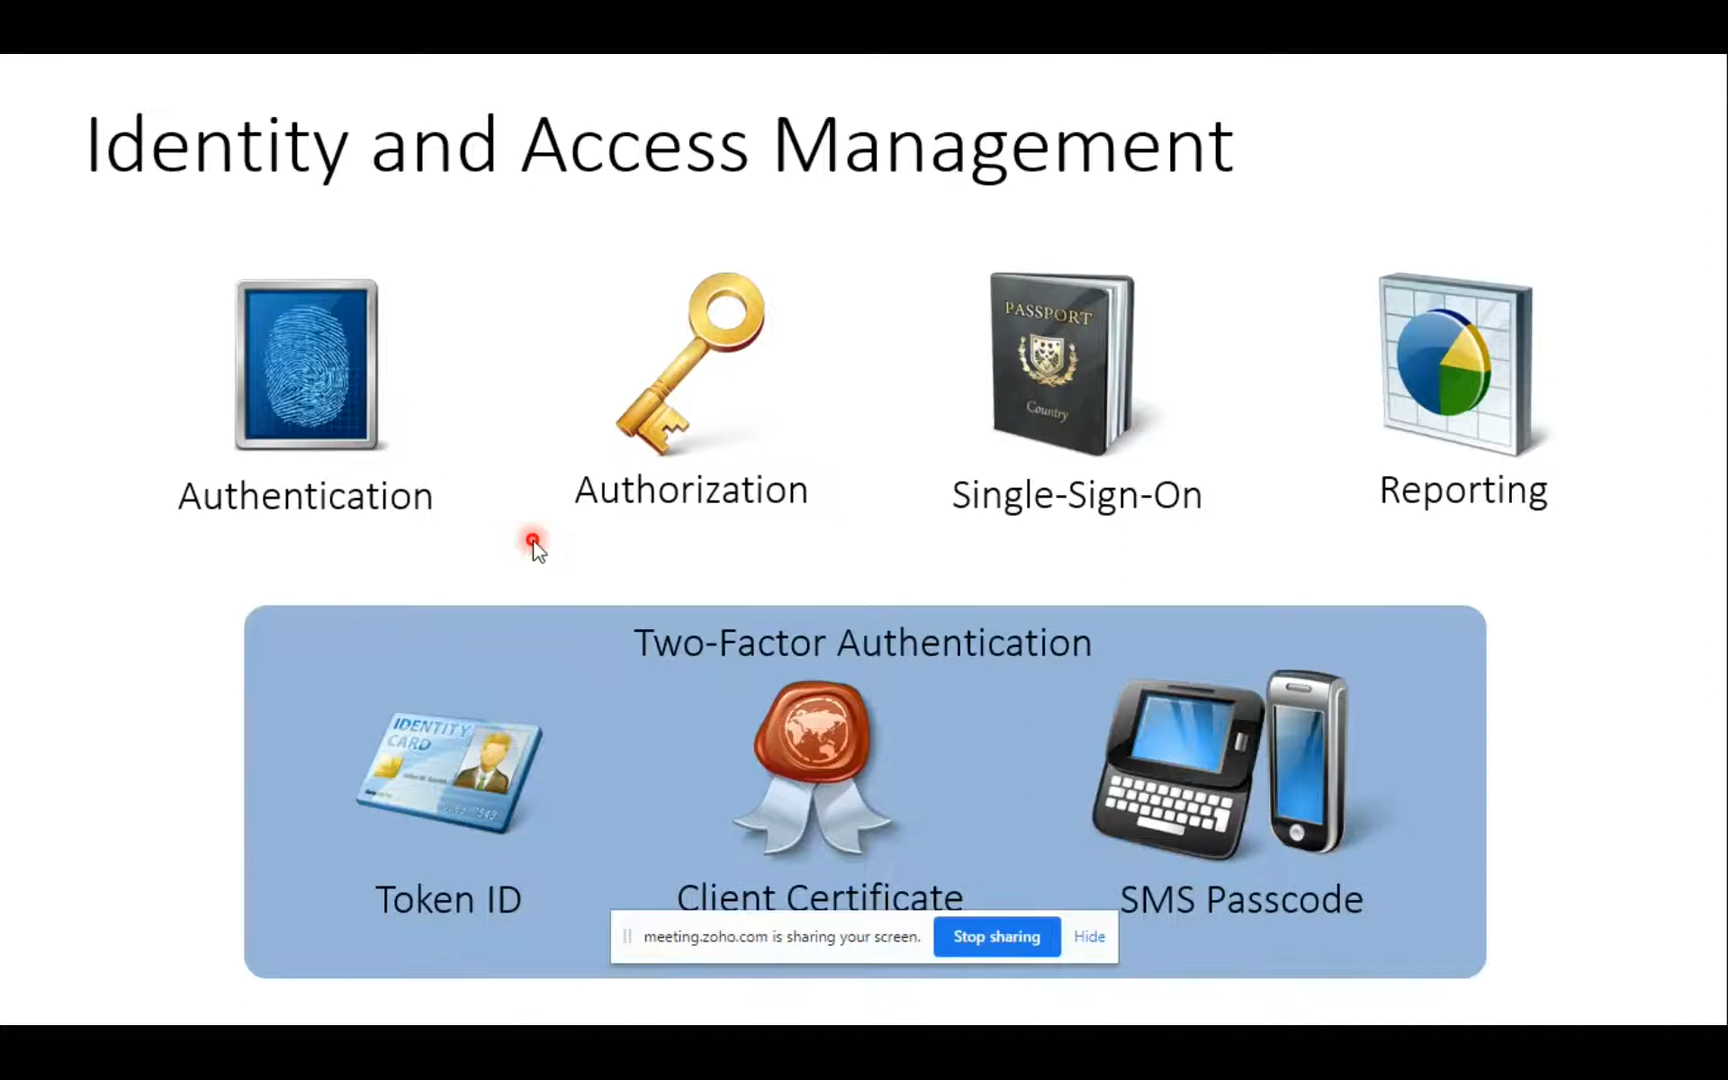 Identity and Access Management
PASSPORT
Country
Authentication
Authorization
Single-Sign-On
Reporting
Two-Factor Authentication
IDENTITY
CARD
Token ID
Client Certificate
SMS Passcode
meeting.zoho.com is sharing your screen.
Stop sharing
Hide